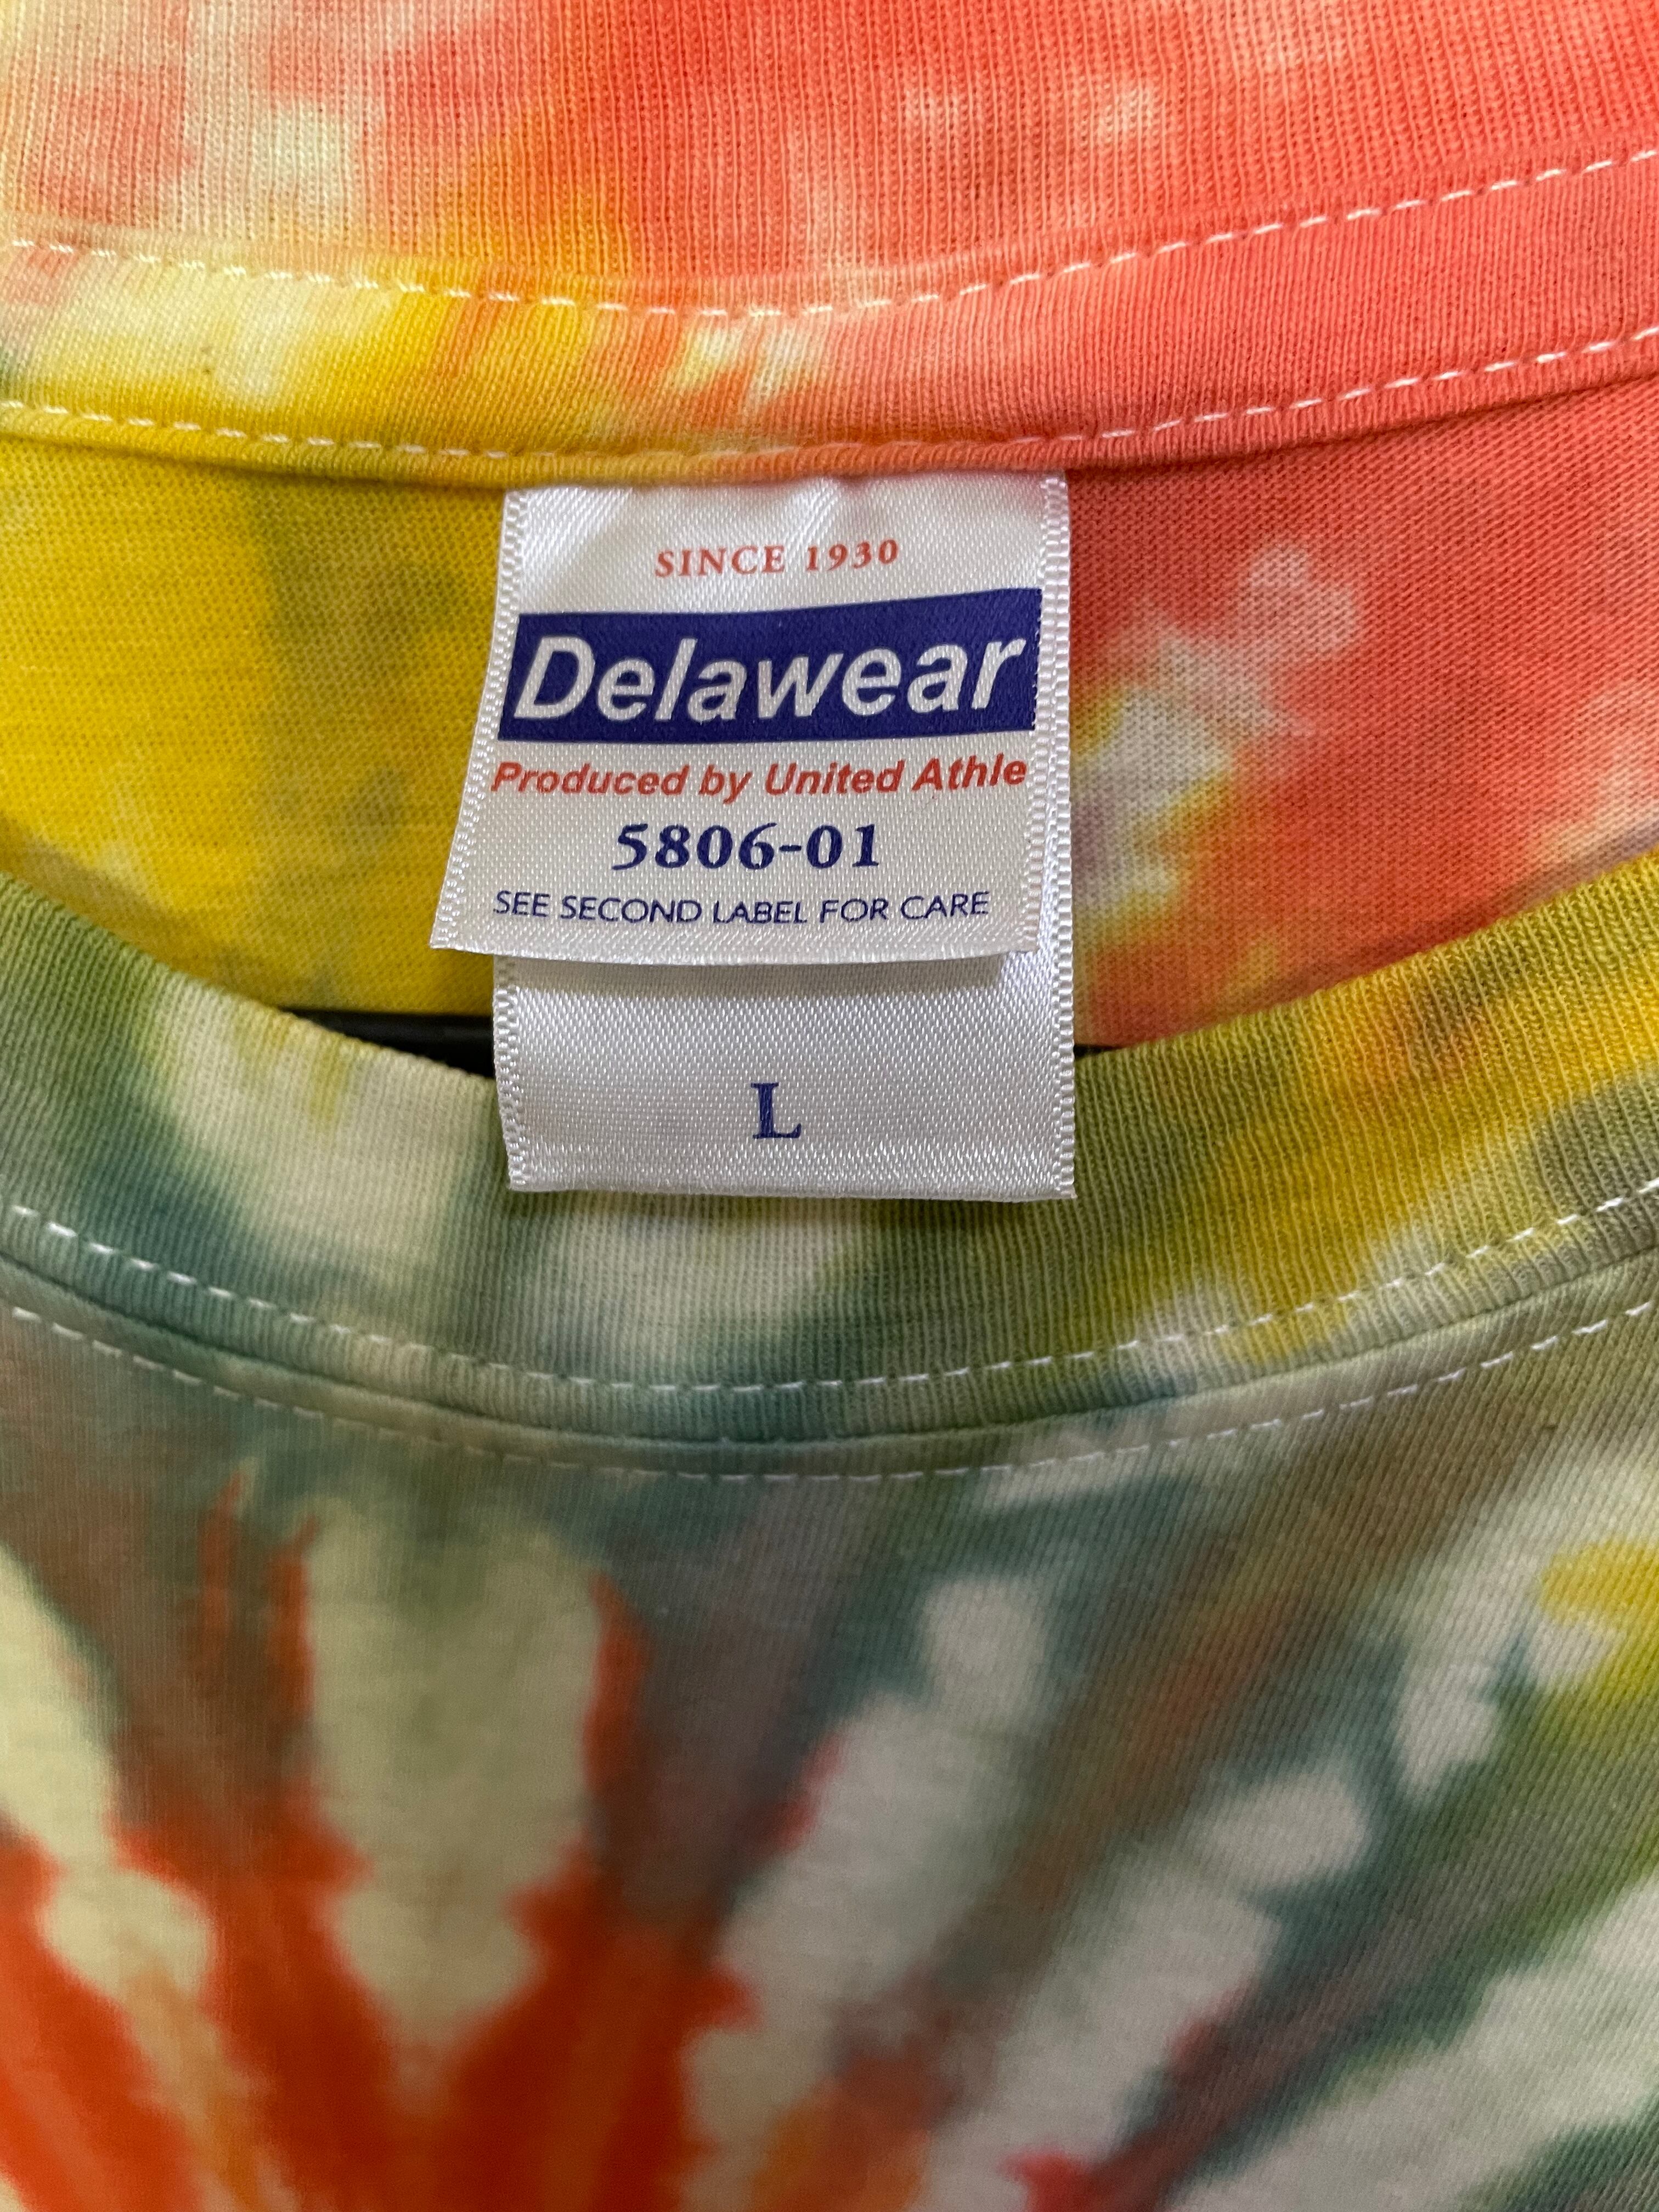 SINCE 1930
Delawear
Produced by United Athle
5806-01
SEE SECOND LABEL FOR CARE
L